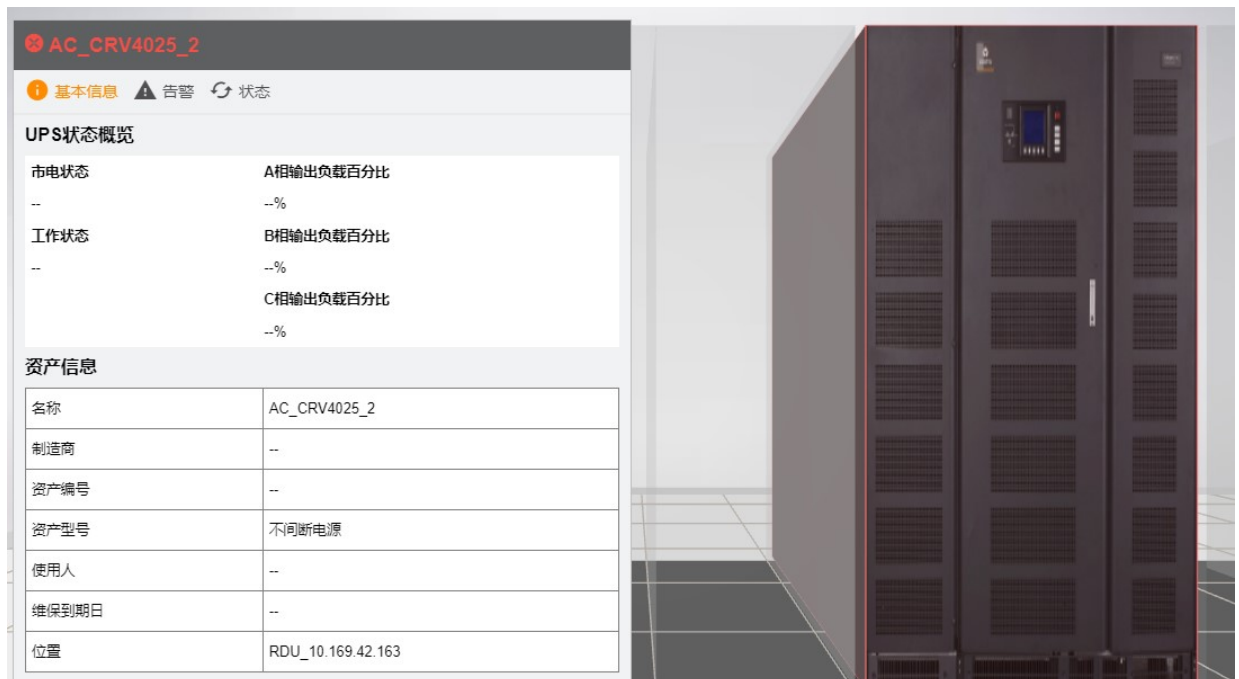 AC_CRV4025_2
基本信息 告警 状态
UPS状态概览
市电状态 A相输出负载百分比
-- --%
工作状态 B相输出负载百分比
-- --%
C相输出负载百分比
--%
资产信息
名称 AC_CRV4025_2
制造商 --
资产编号 --
资产型号 不间断电源
使用人 --
维保到期日 --
位置 RDU_10.169.42.163